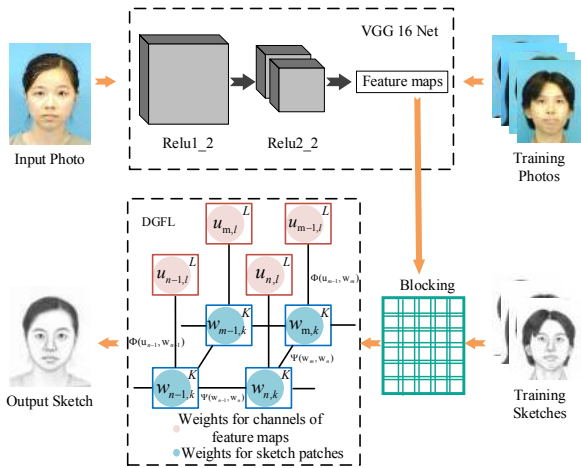 VGG 16 Net
Feature maps
Relu1_2
Relu2_2
Input Photo
Training
Photos
DGFL
u_{m,l} L
u_{m-1,l} L
u_{n-1,l} L
u_{n,l} L
Φ(u_{m-1}, w_m)
Blocking
w_{m-1,k} K
w_{m,k} K
Φ(u_{n-1}, w_{n-1})
Ψ(w_m, w_n)
w_{n-1,k} K
w_{n,k} K
Ψ(w_{n-1}, w_n)
Output Sketch
Training
Sketches
Weights for channels of
feature maps
Weights for sketch patches